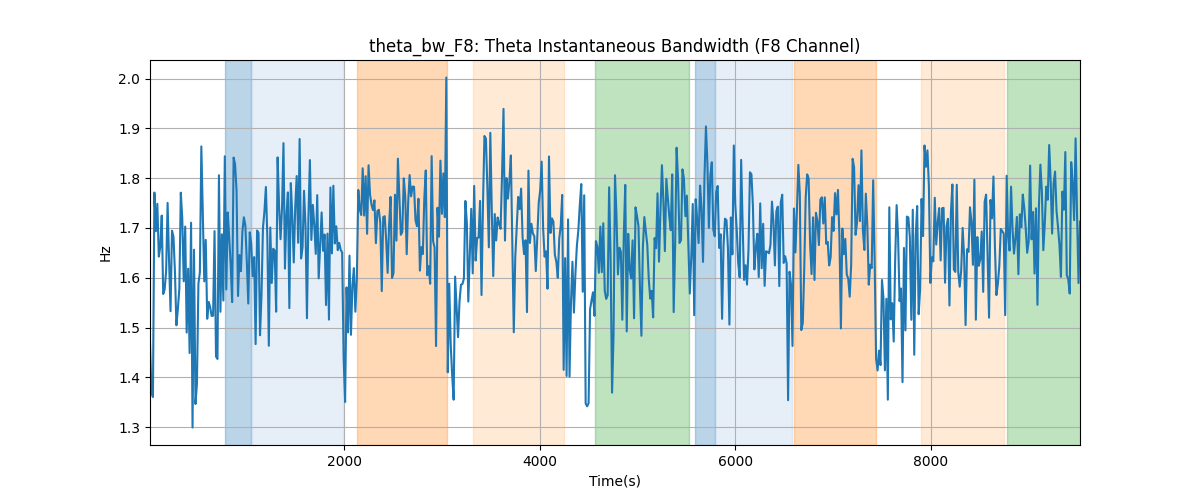 theta_bw_F8: Theta Instantaneous Bandwidth (F8 Channel)
2.0
1.9
1.8
1.7
1.6
1.5
1.4
1.3
Hz
2000 4000 6000 8000
Time(s)